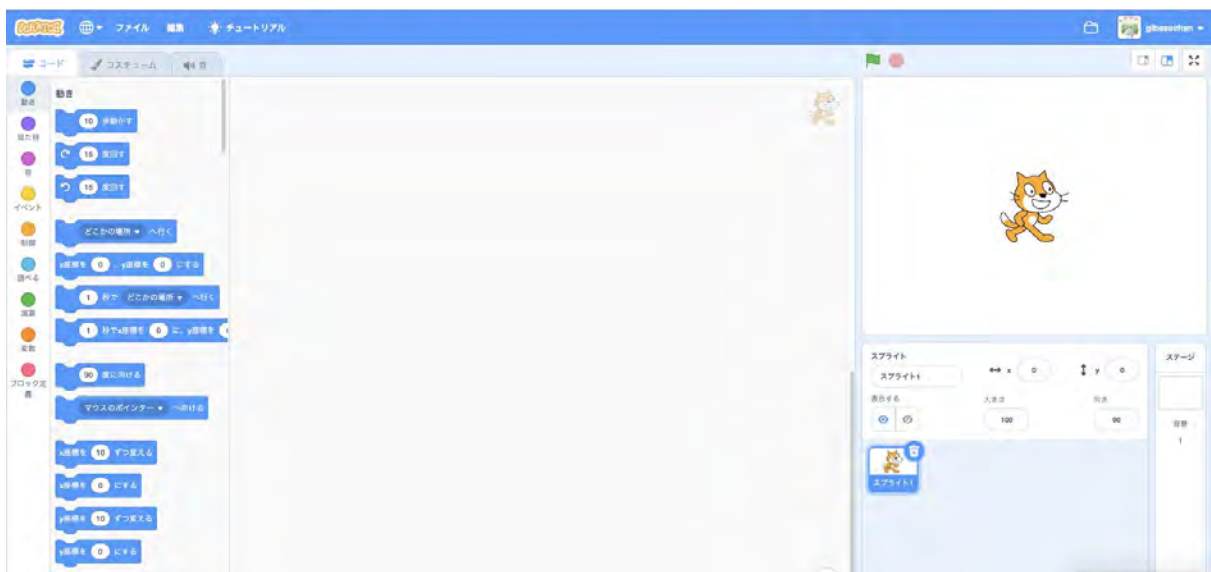 SCRATCH ファイル 編集 チュートリアル
コード コスチューム 音
動き
見た目
音
イベント
制御
調べる
演算
変数
ブロック定義
動き
10 歩動かす
15 度回す
15 度回す
どこかの場所 へ行く
x座標を 0 、y座標を 0 にする
1 秒で どこかの場所 へ行く
1 秒でx座標を 0 に、y座標を
90 度に向ける
マウスのポインター へ向ける
x座標を 10 ずつ変える
x座標を 0 にする
y座標を 10 ずつ変える
y座標を 0 にする
スプライト
スプライト1
x 0
y 0
表示する
大きさ
100
向き
90
スプライト1
ステージ
背景
1